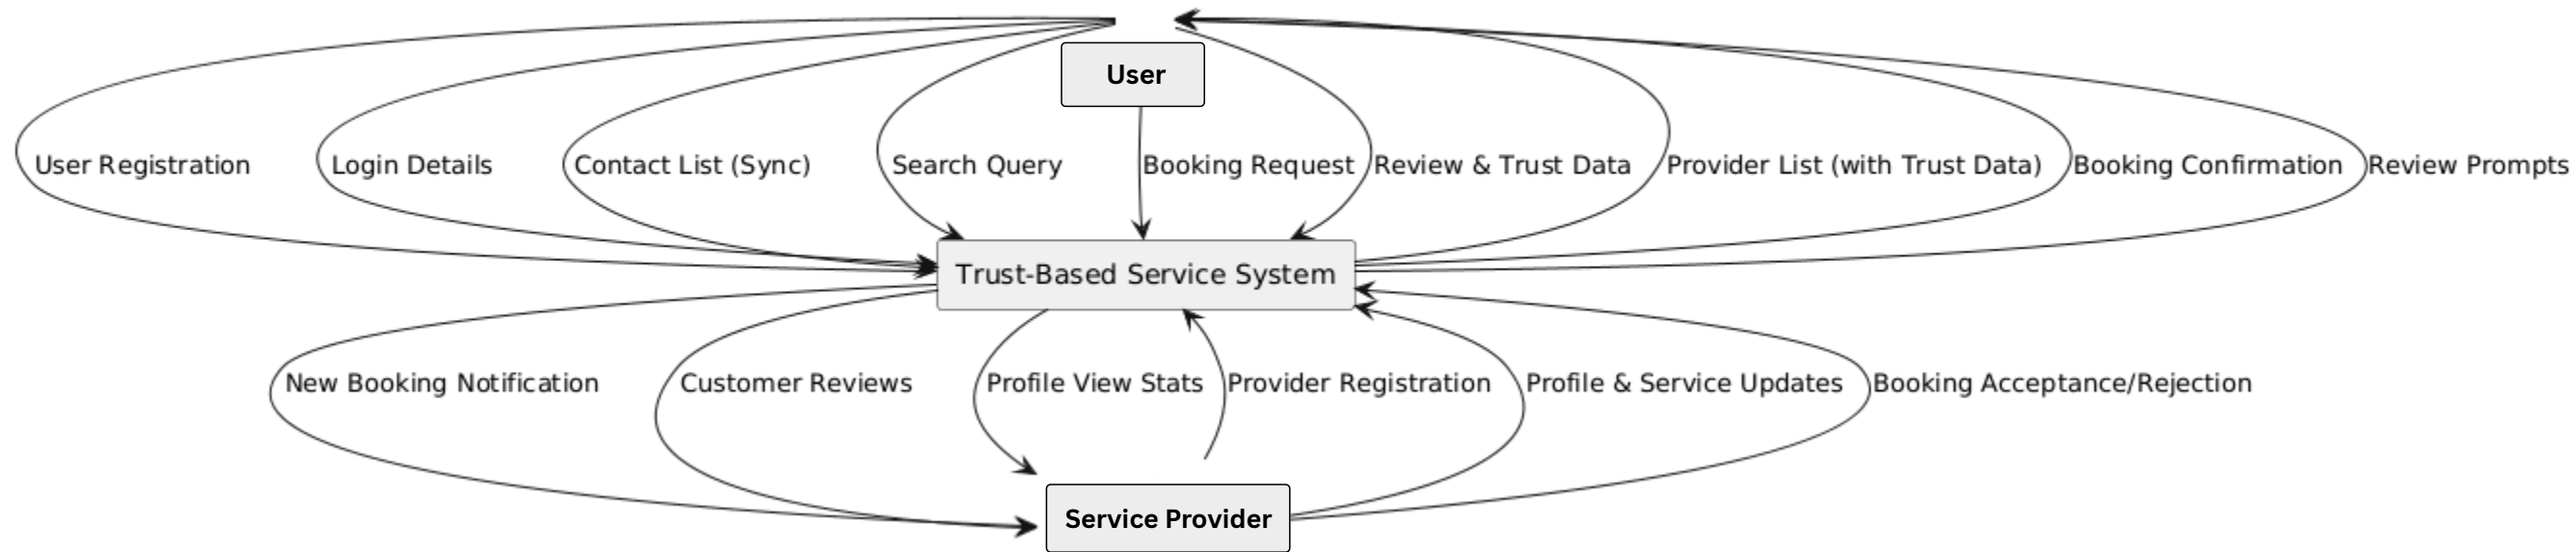 User
User Registration
Login Details
Contact List (Sync)
Search Query
Booking Request
Review & Trust Data
Provider List (with Trust Data)
Booking Confirmation
Review Prompts
Trust-Based Service System
New Booking Notification
Customer Reviews
Profile View Stats
Provider Registration
Profile & Service Updates
Booking Acceptance/Rejection
Service Provider